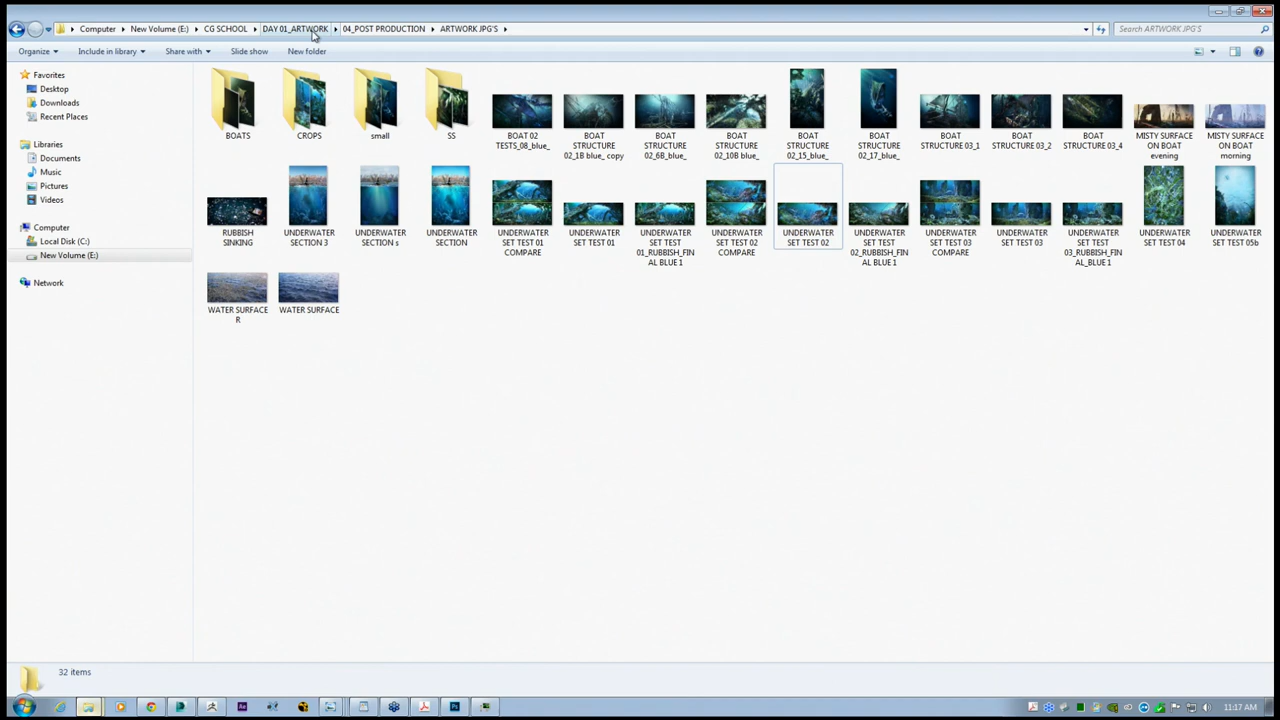 Computer New Volume (E:) CG SCHOOL DAY 01_ARTWORK 04_POST PRODUCTION ARTWORK JPG'S Search ARTWORK JPG'S
Organize Include in library Share with Slide show New folder
Favorites
Desktop
Downloads
Recent Places
Libraries
Documents
Music
Pictures
Videos
Computer
Local Disk (C:)
New Volume (E:)
Network
BOATS
CROPS
small
SS
BOAT 02
TESTS_08_blue_
BOAT
STRUCTURE
02_1B blue_ copy
BOAT
STRUCTURE
02_6B_blue_
BOAT
STRUCTURE
02_10B blue_
BOAT
STRUCTURE
02_15_blue_
BOAT
STRUCTURE
02_17_blue_
BOAT
STRUCTURE 03_1
BOAT
STRUCTURE 03_2
BOAT
STRUCTURE 03_4
MISTY SURFACE
ON BOAT
evening
MISTY SURFACE
ON BOAT
morning
RUBBISH
SINKING
UNDERWATER
SECTION 3
UNDERWATER
SECTION s
UNDERWATER
SECTION
UNDERWATER
SET TEST 01
COMPARE
UNDERWATER
SET TEST 01
UNDERWATER
SET TEST
01_RUBBISH_FIN
AL BLUE 1
UNDERWATER
SET TEST 02
COMPARE
UNDERWATER
SET TEST 02
UNDERWATER
SET TEST
02_RUBBISH_FIN
AL BLUE 1
UNDERWATER
SET TEST 03
COMPARE
UNDERWATER
SET TEST 03
UNDERWATER
SET TEST
03_RUBBISH_FIN
AL_BLUE 1
UNDERWATER
SET TEST 04
UNDERWATER
SET TEST 05b
WATER SURFACE
R
WATER SURFACE
32 items
11:17 AM